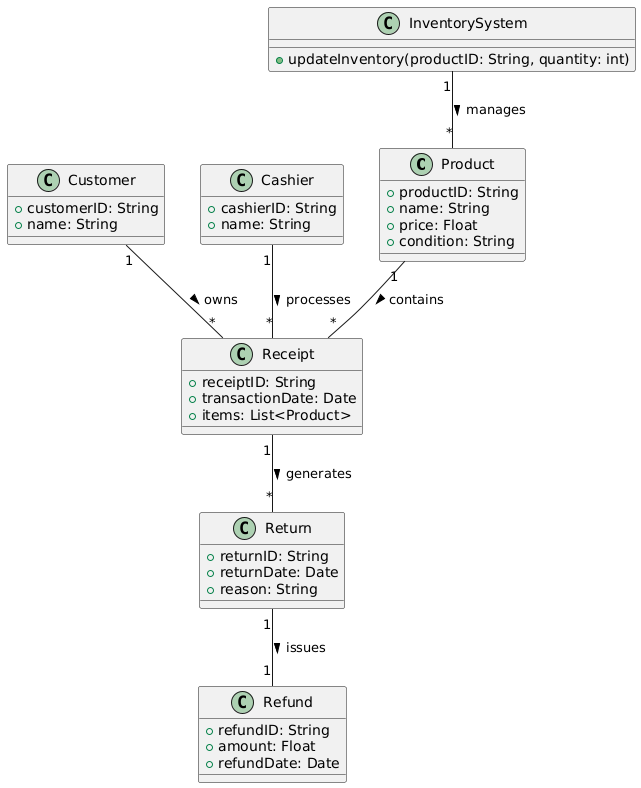 C InventorySystem
updateInventory(productID: String, quantity: int)
1
manages
*
C Customer
customerID: String
name: String
C Cashier
cashierID: String
name: String
C Product
productID: String
name: String
price: Float
condition: String
1
owns
*
1
processes
*
1
contains
*
C Receipt
receiptID: String
transactionDate: Date
items: List<Product>
1
generates
*
C Return
returnID: String
returnDate: Date
reason: String
1
issues
1
C Refund
refundID: String
amount: Float
refundDate: Date